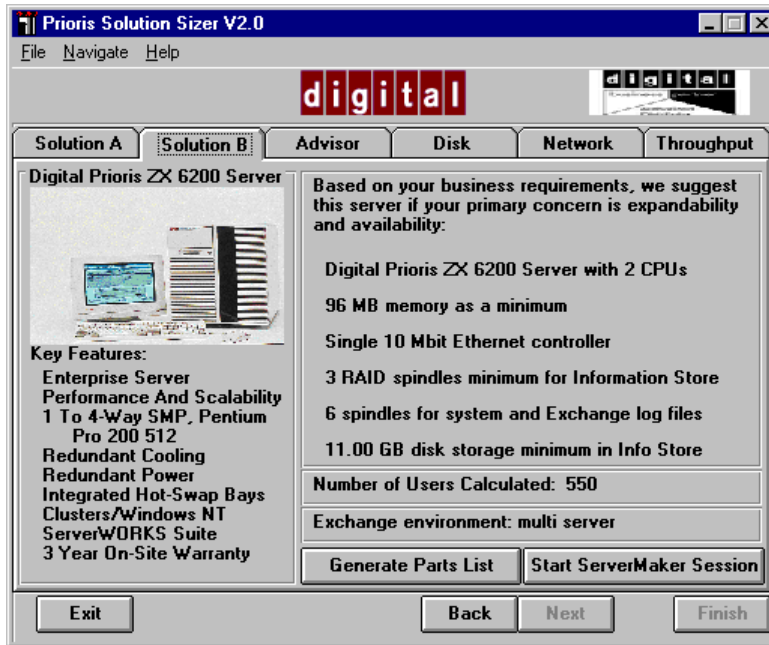 Prioris Solution Sizer V2.0
File Navigate Help
digital
digital
Solution A Solution B Advisor Disk Network Throughput
Digital Prioris ZX 6200 Server
Key Features:
Enterprise Server
Performance And Scalability
1 To 4-Way SMP, Pentium
Pro 200 512
Redundant Cooling
Redundant Power
Integrated Hot-Swap Bays
Clusters/Windows NT
ServerWORKS Suite
3 Year On-Site Warranty
Based on your business requirements, we suggest
this server if your primary concern is expandability
and availability:
Digital Prioris ZX 6200 Server with 2 CPUs
96 MB memory as a minimum
Single 10 Mbit Ethernet controller
3 RAID spindles minimum for Information Store
6 spindles for system and Exchange log files
11.00 GB disk storage minimum in Info Store
Number of Users Calculated: 550
Exchange environment: multi server
Generate Parts List Start ServerMaker Session
Exit Back Next Finish